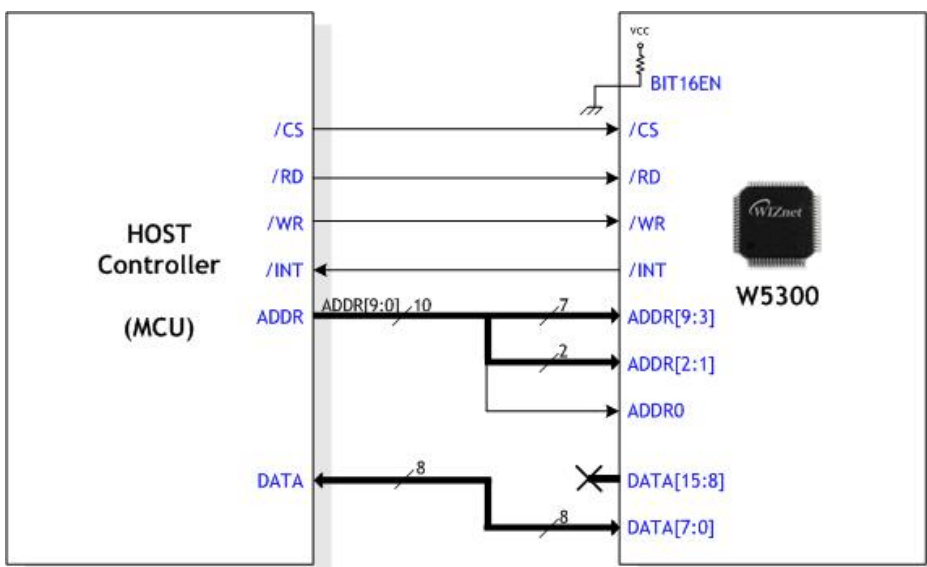 vcc
BIT16EN
/CS
/CS
/RD
/RD
/WR
/WR
/INT
/INT
HOST
Controller
(MCU)
WIZnet
W5300
ADDR
ADDR[9:0]
10
7
ADDR[9:3]
2
ADDR[2:1]
ADDR0
DATA
8
DATA[15:8]
8
DATA[7:0]